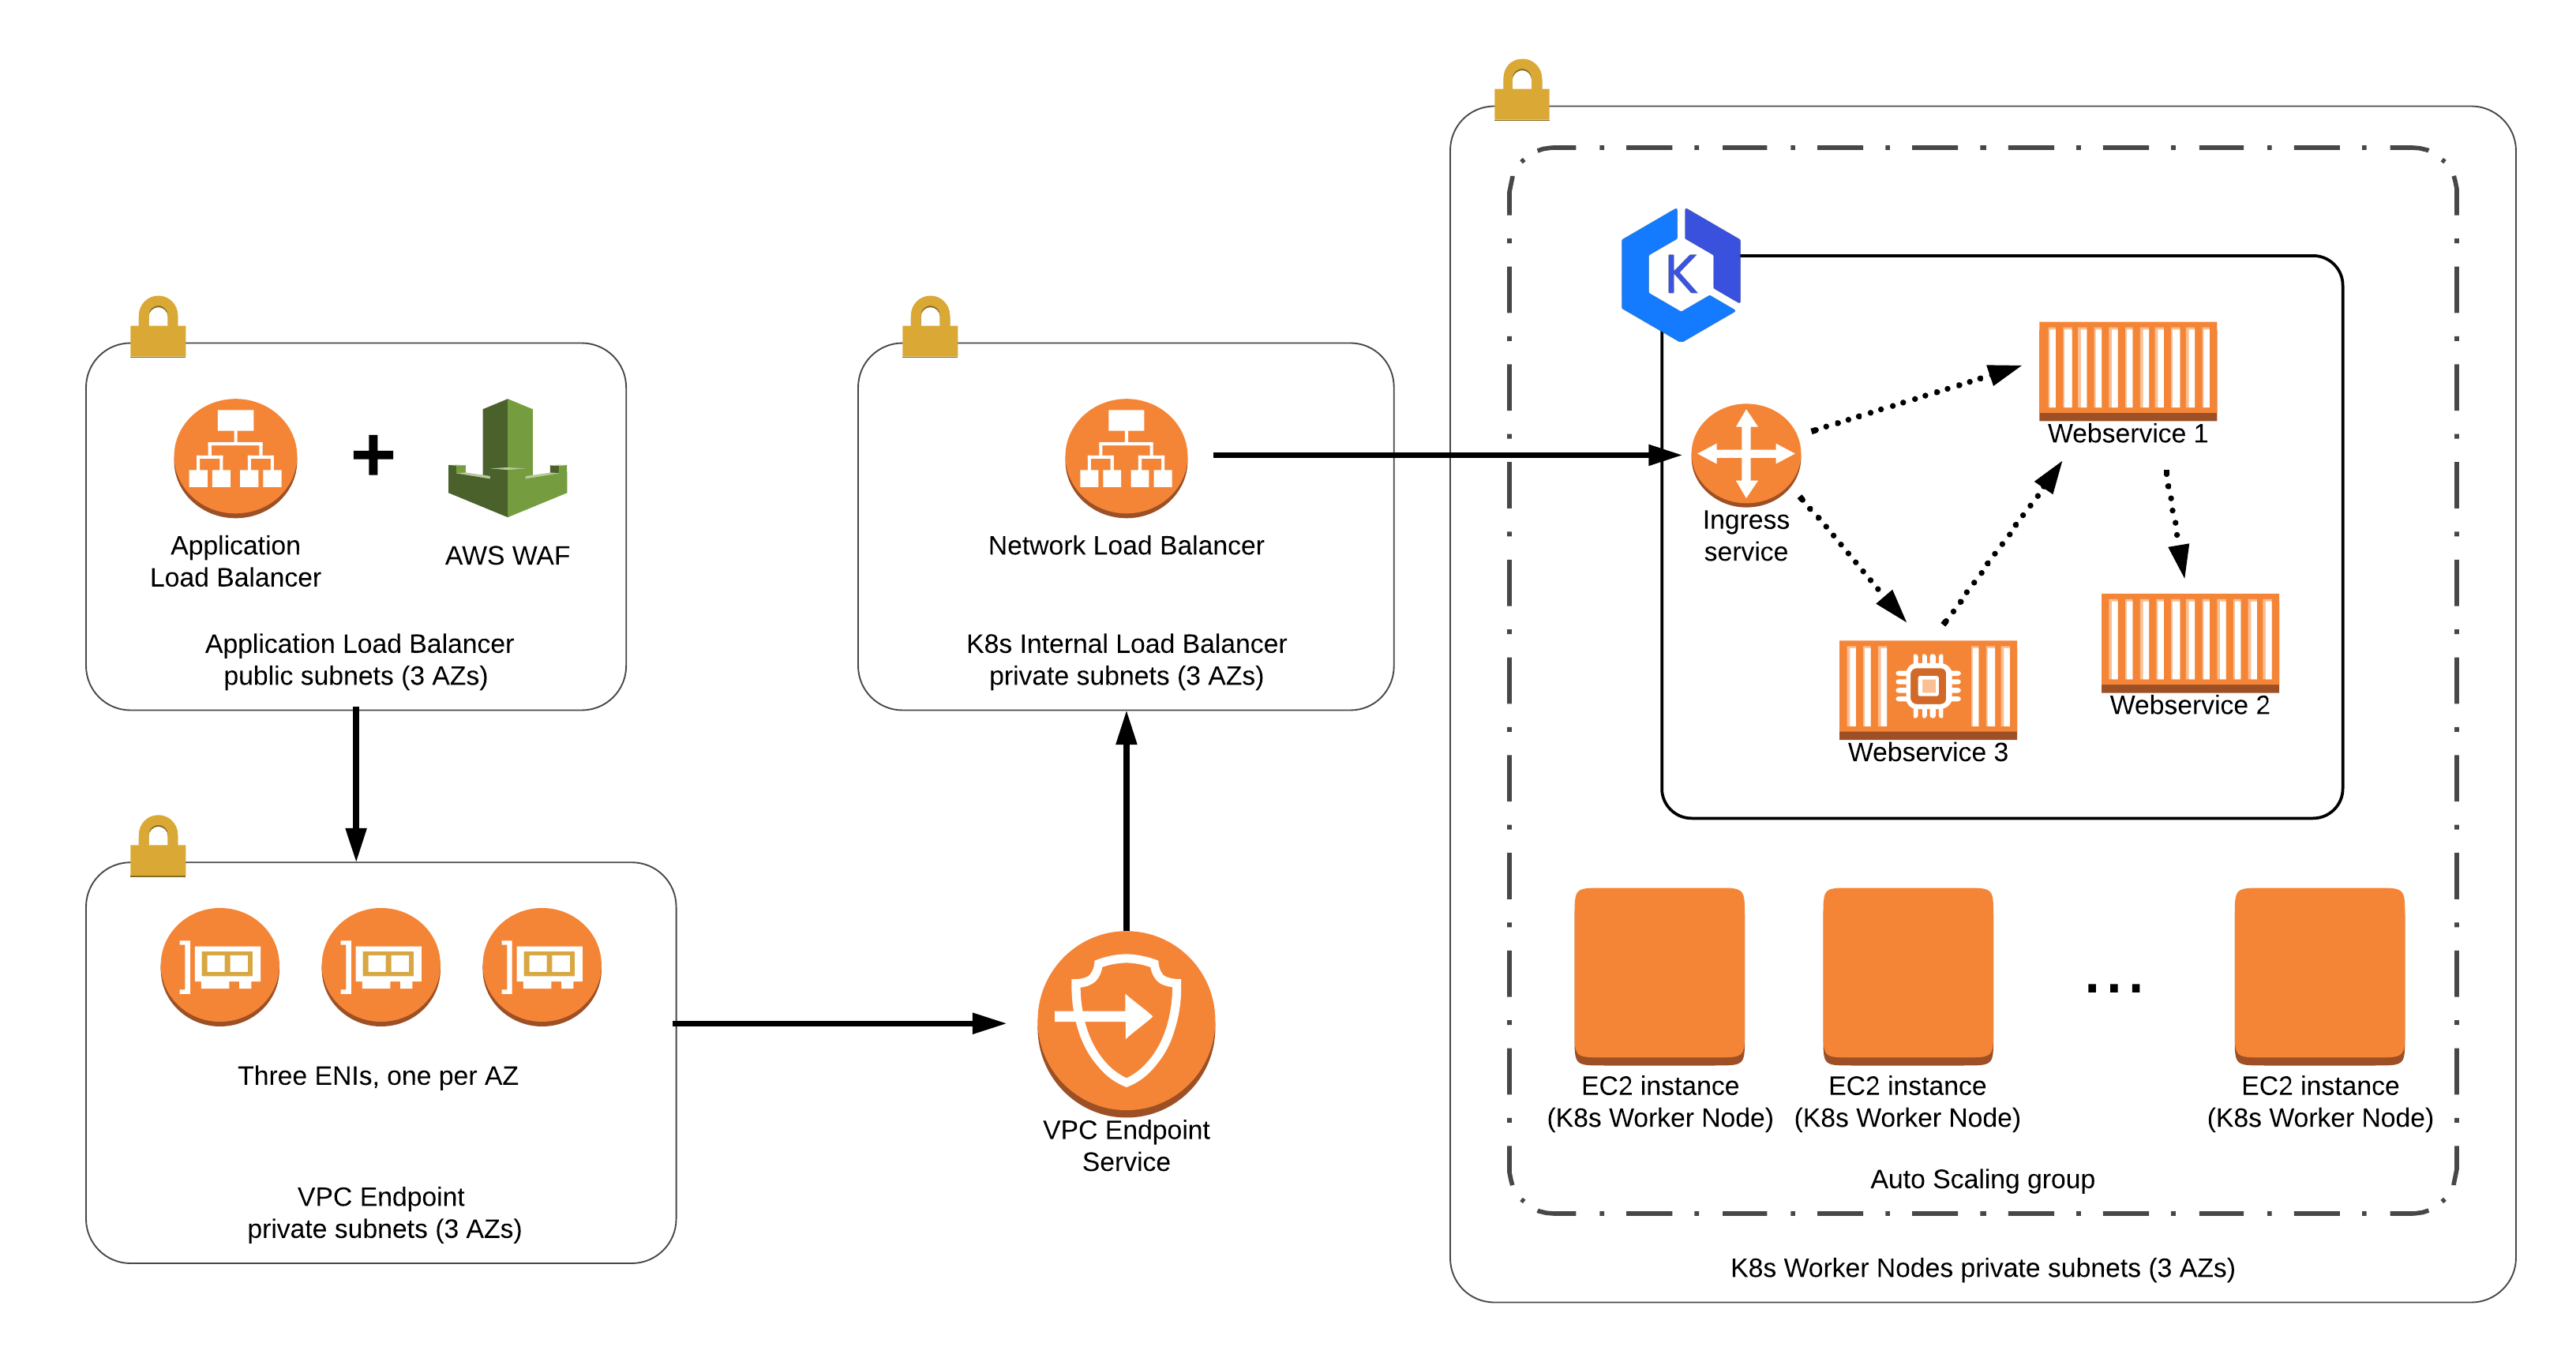 Application
Load Balancer
+
AWS WAF
Application Load Balancer
public subnets (3 AZs)
Three ENIs, one per AZ
VPC Endpoint
private subnets (3 AZs)
VPC Endpoint
Service
Network Load Balancer
K8s Internal Load Balancer
private subnets (3 AZs)
K
Ingress
service
Webservice 1
Webservice 2
Webservice 3
EC2 instance
(K8s Worker Node)
EC2 instance
(K8s Worker Node)
...
EC2 instance
(K8s Worker Node)
Auto Scaling group
K8s Worker Nodes private subnets (3 AZs)